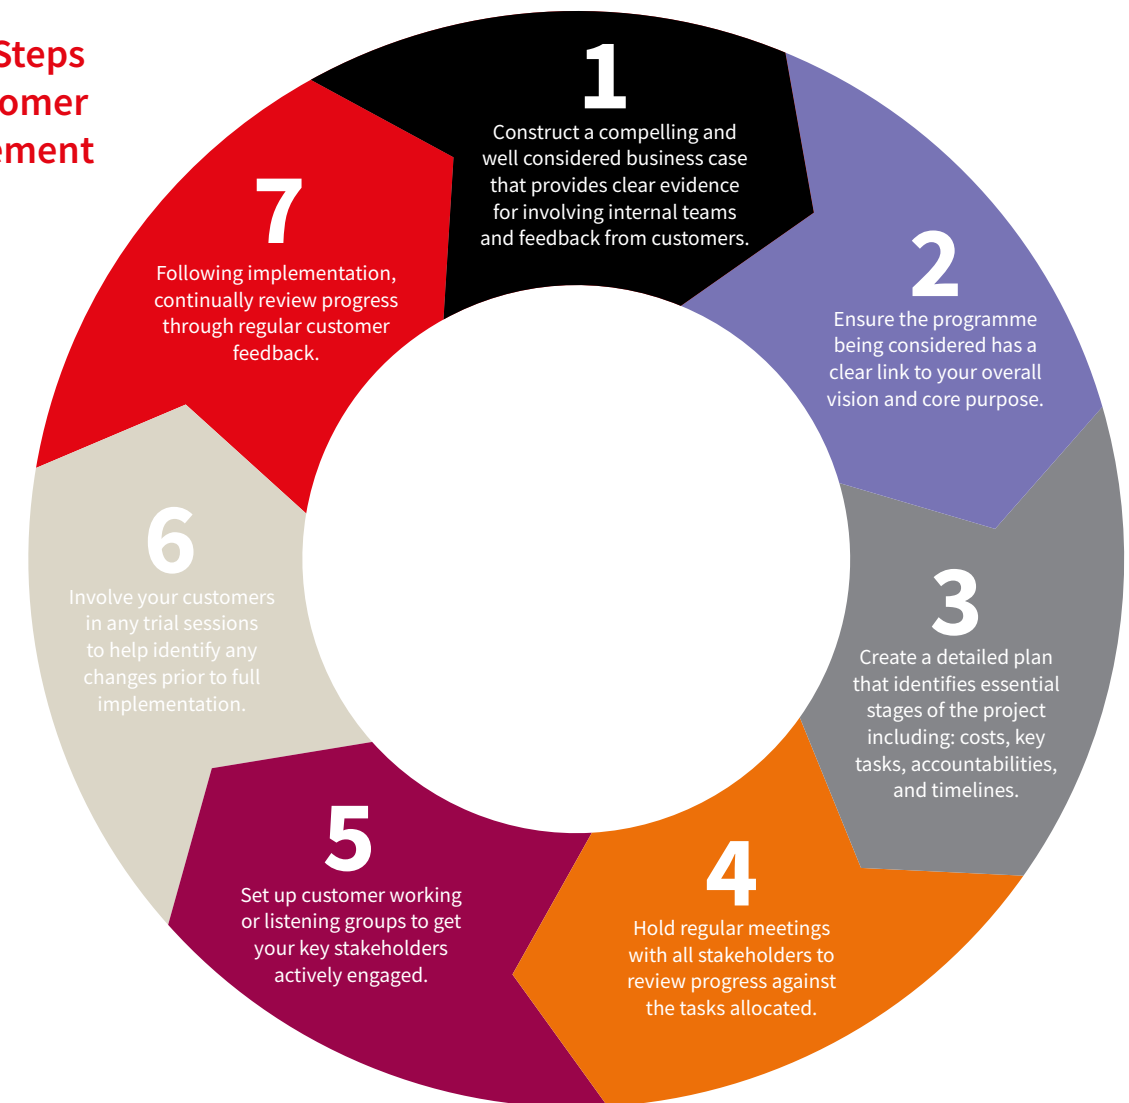 Steps
omer
ement
1
Construct a compelling and
well considered business case
that provides clear evidence
for involving internal teams
and feedback from customers.
2
Ensure the programme
being considered has a
clear link to your overall
vision and core purpose.
3
Create a detailed plan
that identifies essential
stages of the project
including: costs, key
tasks, accountabilities,
and timelines.
4
Hold regular meetings
with all stakeholders to
review progress against
the tasks allocated.
5
Set up customer working
or listening groups to get
your key stakeholders
actively engaged.
6
Involve your customers
in any trial sessions
to help identify any
changes prior to full
implementation.
7
Following implementation,
continually review progress
through regular customer
feedback.